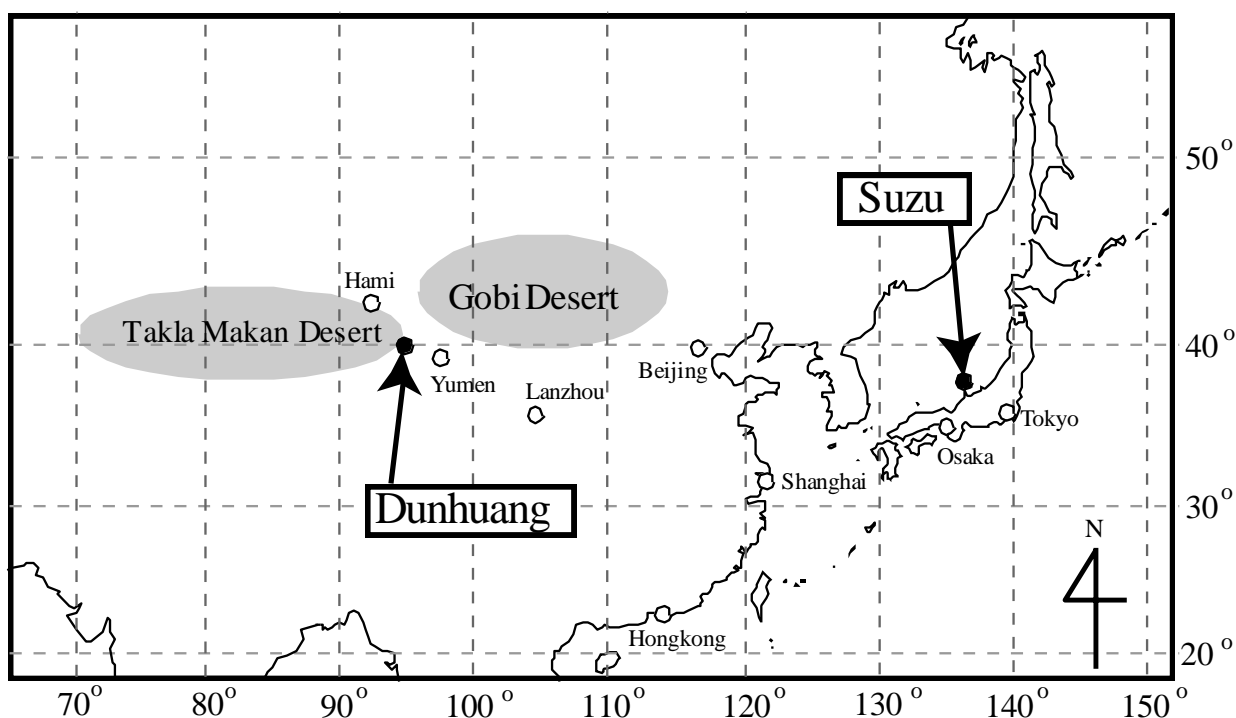 50°
Suzu
Hami
Gobi Desert
Takla Makan Desert
40°
Beijing
Yumen
Lanzhou
Tokyo
Osaka
Shanghai
Dunhuang
30°
N
Hongkong
20°
70° 80° 90° 100° 110° 120° 130° 140° 150°